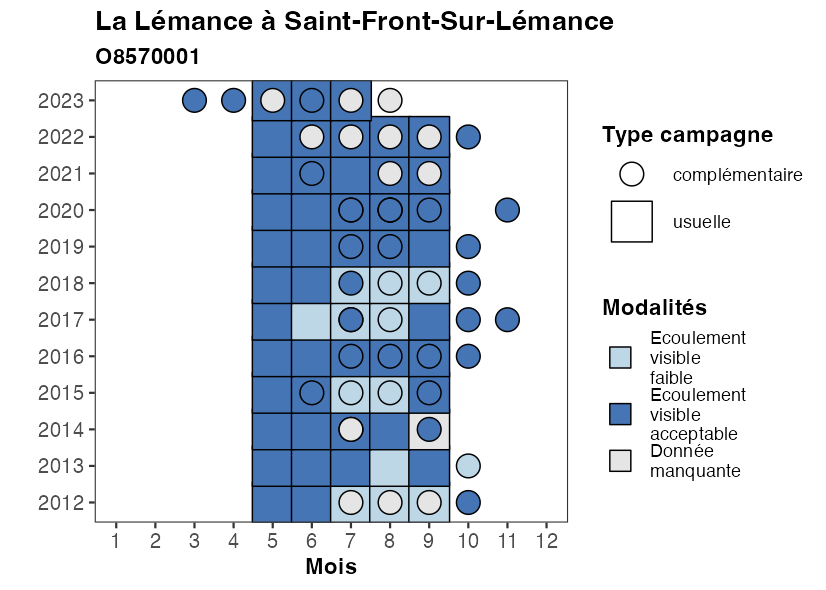 La Lémance à Saint-Front-Sur-Lémance
O8570001
2023
2022
2021
2020
2019
2018
2017
2016
2015
2014
2013
2012
1 2 3 4 5 6 7 8 9 10 11 12
Mois
Type campagne
complémentaire
usuelle
Modalités
Ecoulement
visible
faible
Ecoulement
visible
acceptable
Donnée
manquante